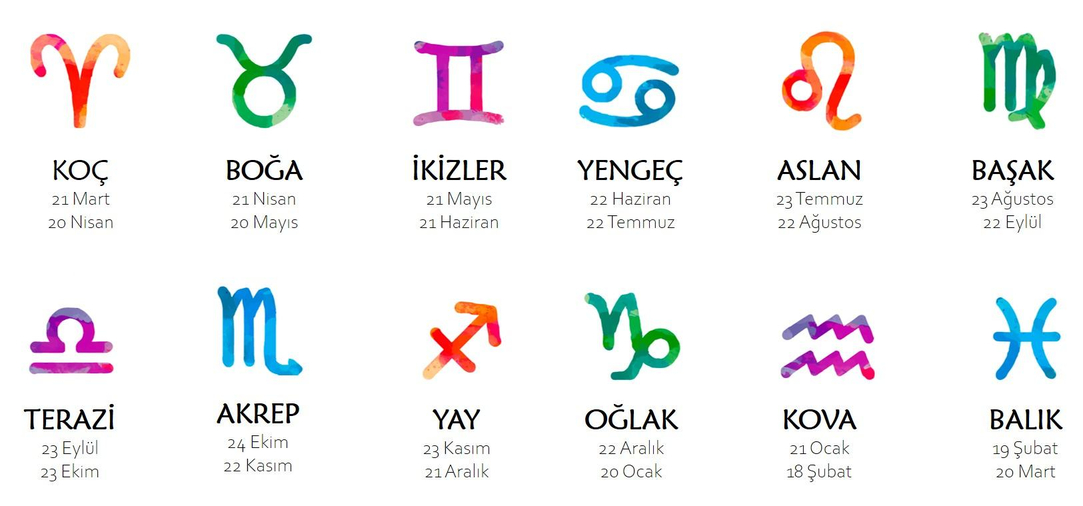 KOÇ
21 Mart
20 Nisan
BOĞA
21 Nisan
20 Mayıs
İKİZLER
21 Mayıs
21 Haziran
YENGEÇ
22 Haziran
22 Temmuz
ASLAN
23 Temmuz
22 Ağustos
BAŞAK
23 Ağustos
22 Eylül
TERAZİ
23 Eylül
23 Ekim
AKREP
24 Ekim
22 Kasım
YAY
23 Kasım
21 Aralık
OĞLAK
22 Aralık
20 Ocak
KOVA
21 Ocak
18 Şubat
BALIK
19 Şubat
20 Mart